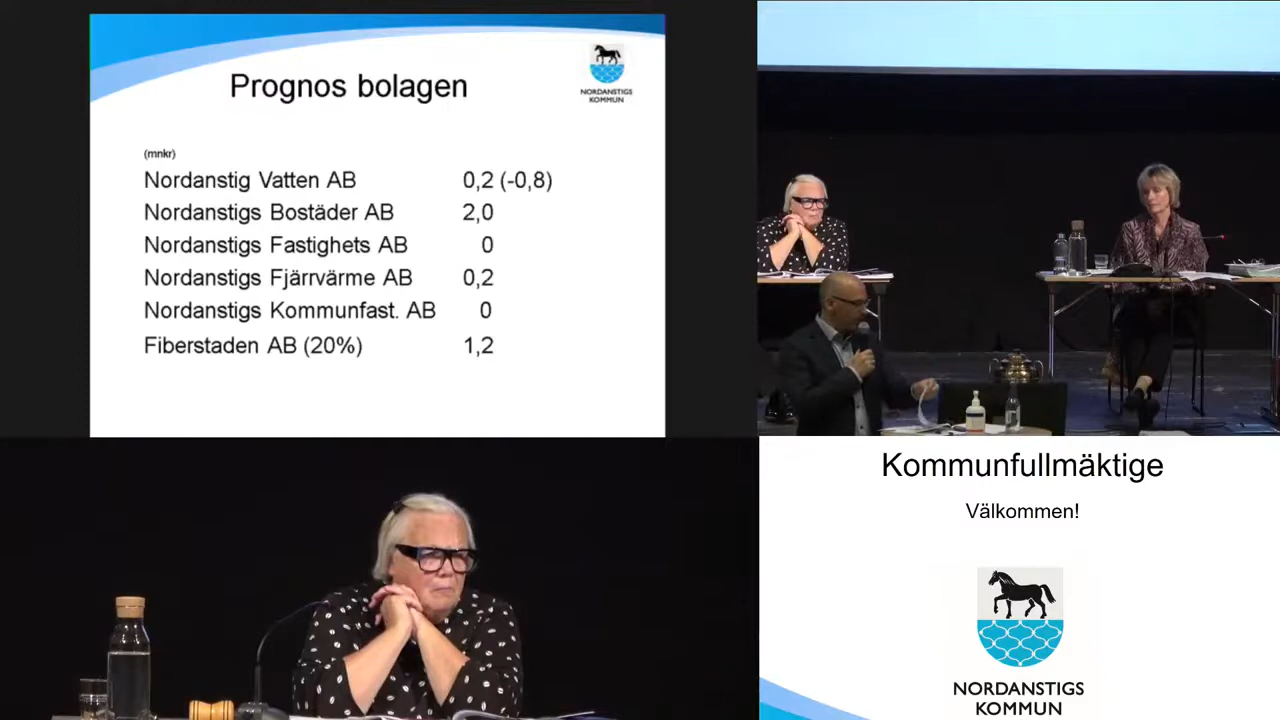 Prognos bolagen
NORDANSTIGS
KOMMUN
(mnkr)
Nordanstig Vatten AB 0,2 (-0,8)
Nordanstigs Bostäder AB 2,0
Nordanstigs Fastighets AB 0
Nordanstigs Fjärrvärme AB 0,2
Nordanstigs Kommunfast. AB 0
Fiberstaden AB (20%) 1,2
Kommunfullmäktige
Välkommen!
NORDANSTIGS
KOMMUN